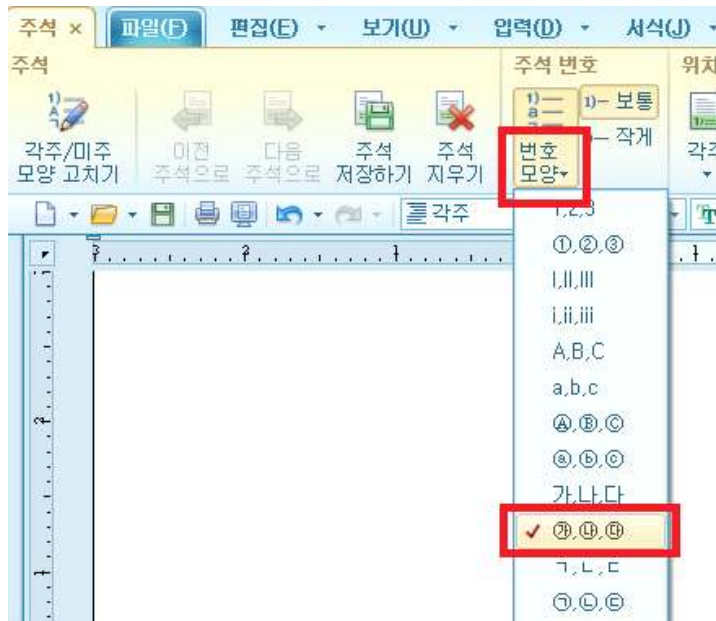 주석 × 파일(F) 편집(E) 보기(U) 입력(D) 서식(J)
주석 주석 번호 위치
각주/미주 모양 고치기
이전 주석으로
다음 주석으로
주석 저장하기
주석 지우기
번호 모양
1)─ 보통
작게
각주
각주
1,2,3
①,②,③
I,II,III
i,ii,iii
A,B,C
a,b,c
Ⓐ,Ⓑ,Ⓒ
ⓐ,ⓑ,ⓒ
가,나,다
㉮,㉯,㉰
ㄱ,ㄴ,ㄷ
㉠,㉡,㉢